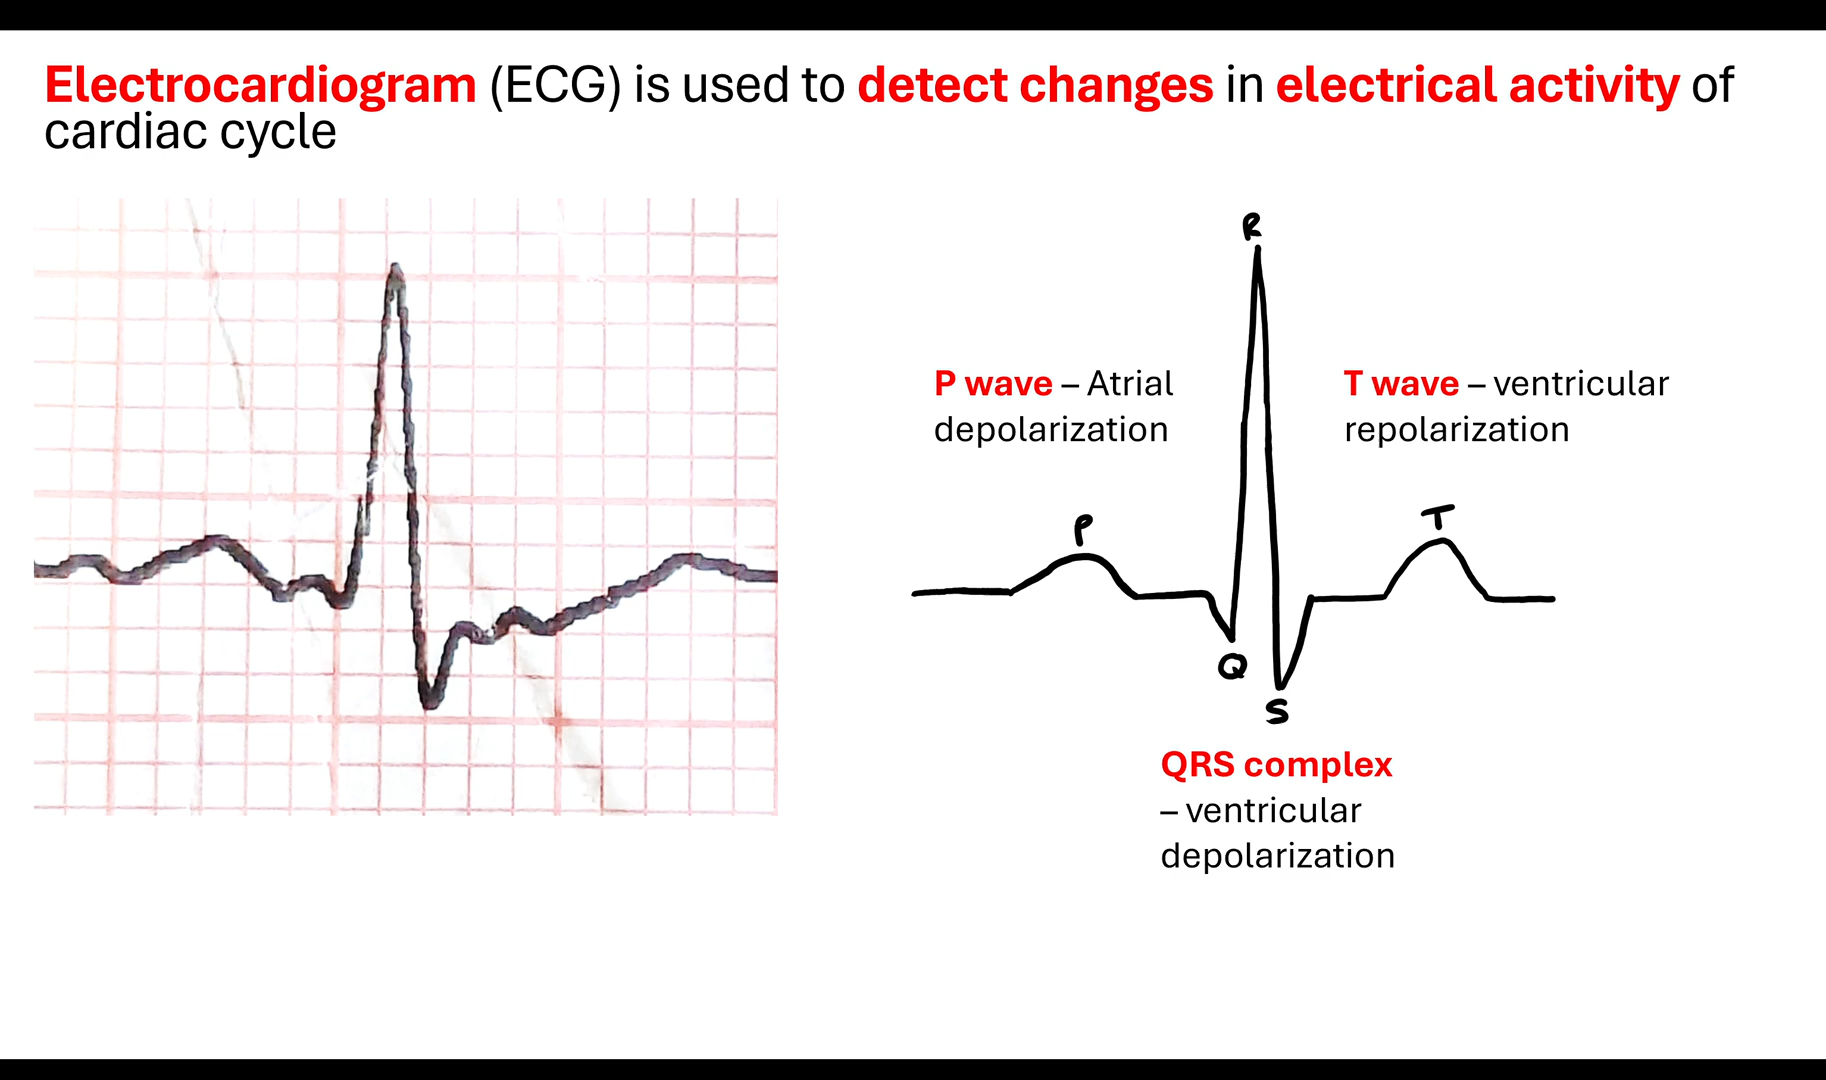 Electrocardiogram (ECG) is used to detect changes in electrical activity of
cardiac cycle
R
P wave – Atrial
depolarization
T wave – ventricular
repolarization
P
T
Q
S
QRS complex
– ventricular
depolarization